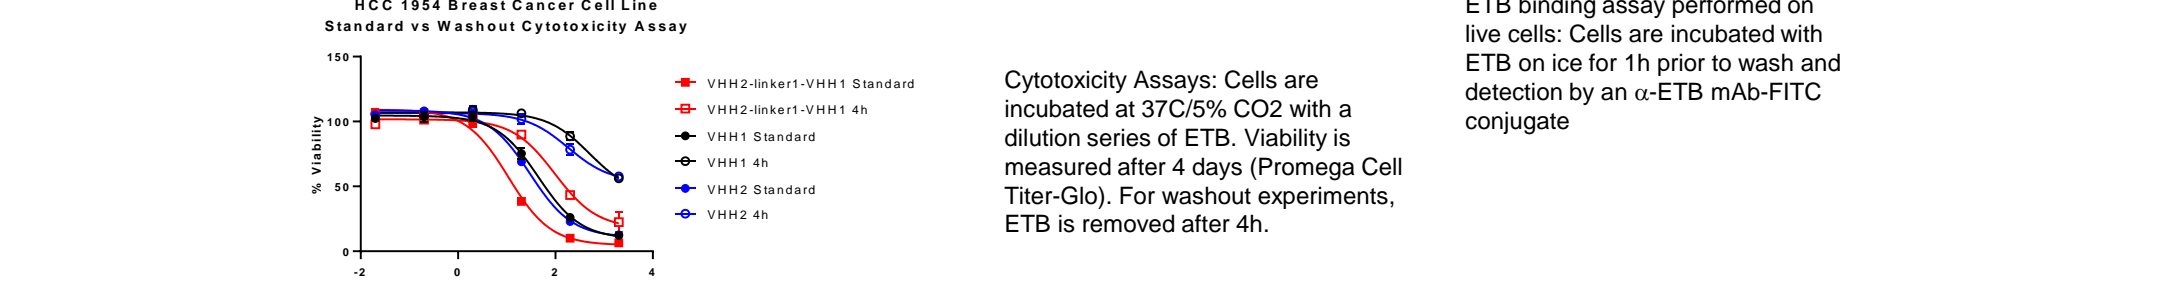 HCC 1954 Breast Cancer Cell Line
Standard vs Washout Cytotoxicity Assay
150
100
50
0
% Viability
-2
0
2
4
VHH2-linker1-VHH1 Standard
VHH2-linker1-VHH1 4h
VHH1 Standard
VHH1 4h
VHH2 Standard
VHH2 4h
Cytotoxicity Assays: Cells are
incubated at 37C/5% CO2 with a
dilution series of ETB. Viability is
measured after 4 days (Promega Cell
Titer-Glo). For washout experiments,
ETB is removed after 4h.
ETB binding assay performed on
live cells: Cells are incubated with
ETB on ice for 1h prior to wash and
detection by an α-ETB mAb-FITC
conjugate